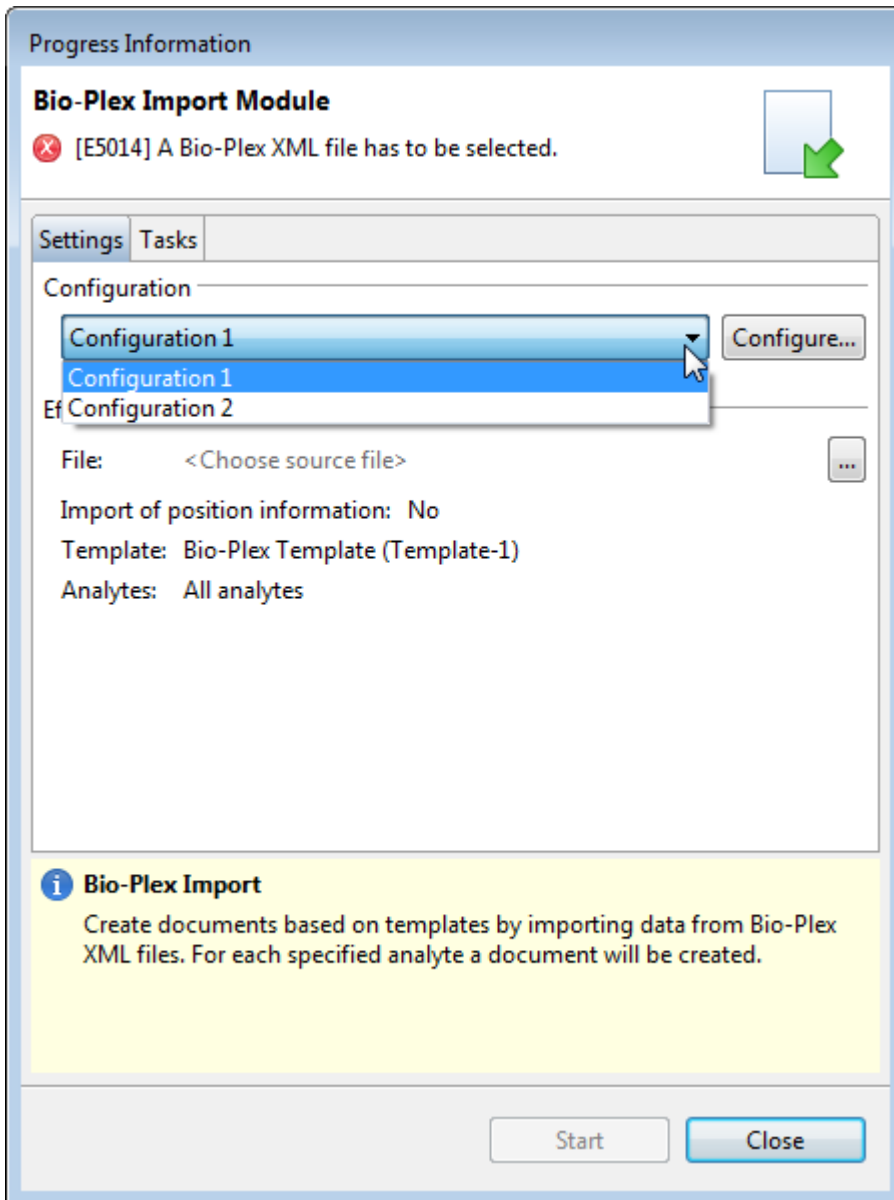 Progress Information
Bio-Plex Import Module
[E5014] A Bio-Plex XML file has to be selected.
Settings Tasks
Configuration
Configuration 1 Configure...
Configuration 1
Configuration 2
File: <Choose source file> ...
Import of position information: No
Template: Bio-Plex Template (Template-1)
Analytes: All analytes
Bio-Plex Import
Create documents based on templates by importing data from Bio-Plex
XML files. For each specified analyte a document will be created.
Start Close